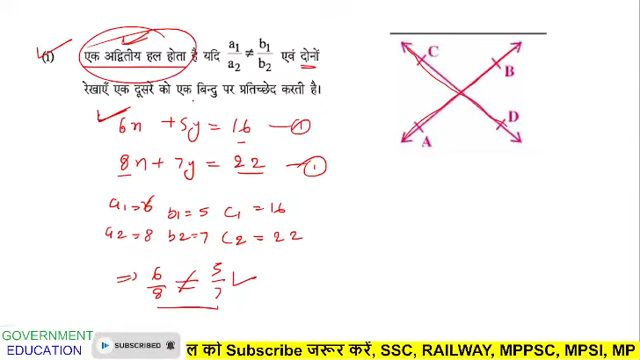 (i) एक अद्वितीय हल होता है यदि a₁/a₂ ≠ b₁/b₂ एवं दोनों
रेखाएँ एक दूसरे को एक बिन्दु पर प्रतिच्छेद करती है।
6x + 5y = 16 —①
8x + 7y = 22 —①
a1 = 6 b1 = 5 C1 = 16
a2 = 8 b2 = 7 C2 = 22
⇒ 6/8 ≠ 5/7
C
B
A
D
GOVERNMENT
EDUCATION
SUBSCRIBED
ल को Subscribe जरूर करें, SSC, RAILWAY, MPPSC, MPSI, MP